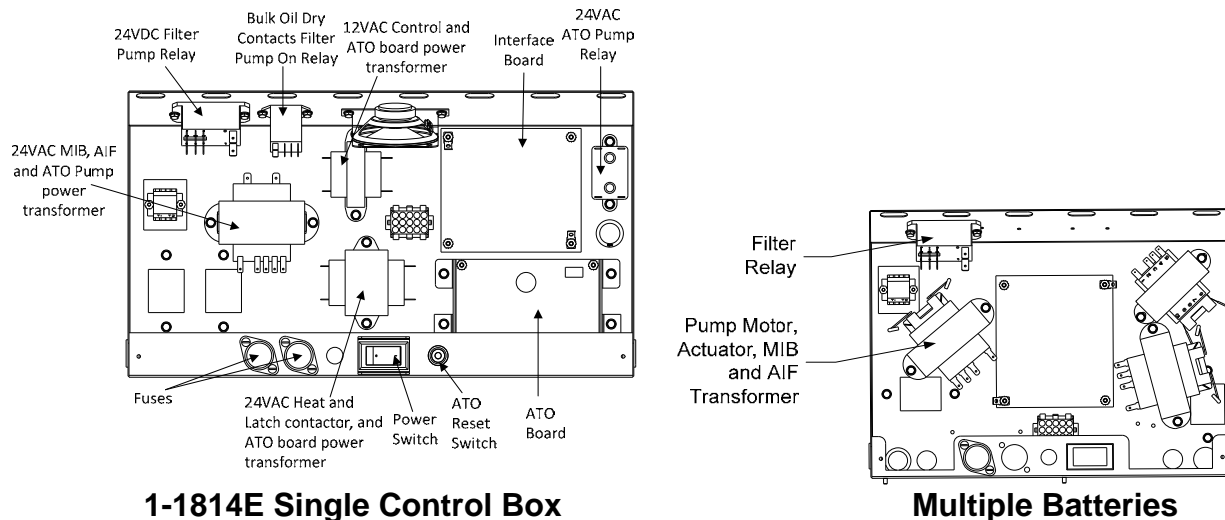 24VDC Filter
Pump Relay
Bulk Oil Dry
Contacts Filter
Pump On Relay
12VAC Control and
ATO board power
transformer
Interface
Board
24VAC
ATO Pump
Relay
24VAC MIB, AIF
and ATO Pump
power
transformer
Fuses
24VAC Heat and
Latch contactor, and
ATO board power
transformer
Power
Switch
ATO
Reset
Switch
ATO
Board
1-1814E Single Control Box
Filter
Relay
Pump Motor,
Actuator, MIB
and AIF
Transformer
Multiple Batteries